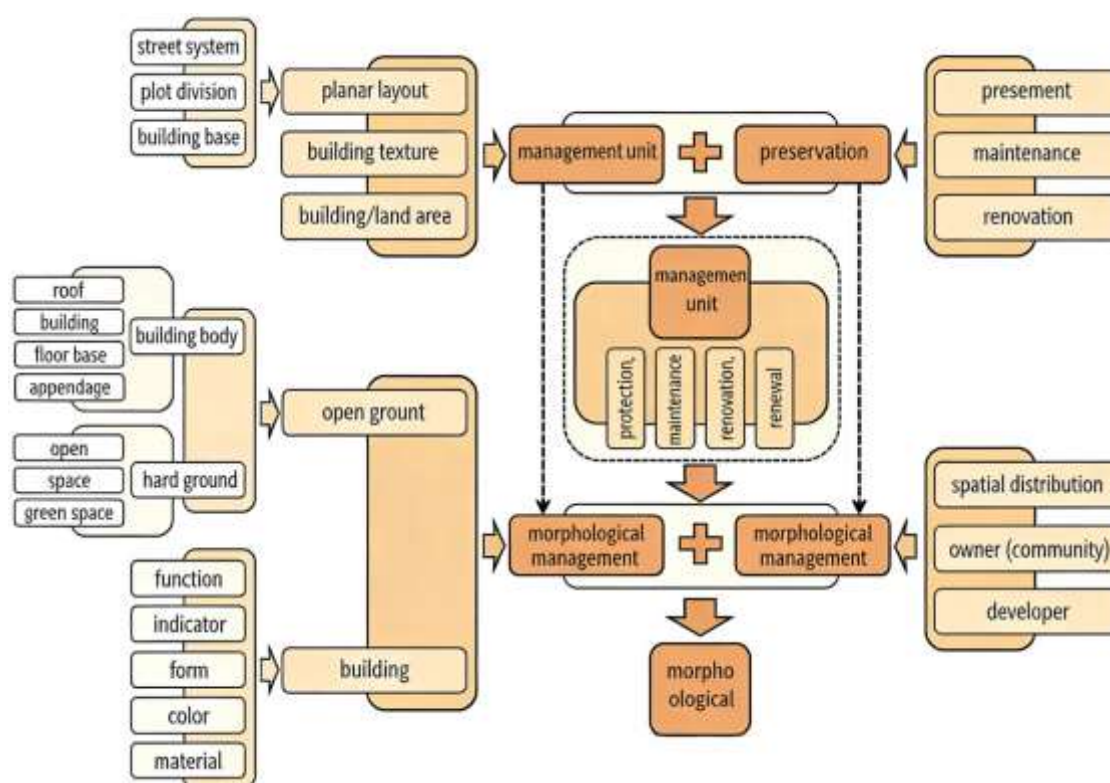 street system
plot division
building base
planar layout
building texture
building/land area
management unit
preservation
presement
maintenance
renovation
managemen
unit
protection,
maintenance
renovation,
renewal
roof
building
floor base
appendage
building body
open
space
green space
hard ground
open grount
function
indicator
form
color
material
building
morphological
management
morphological
management
spatial distribution
owner (community)
developer
morpho
ological